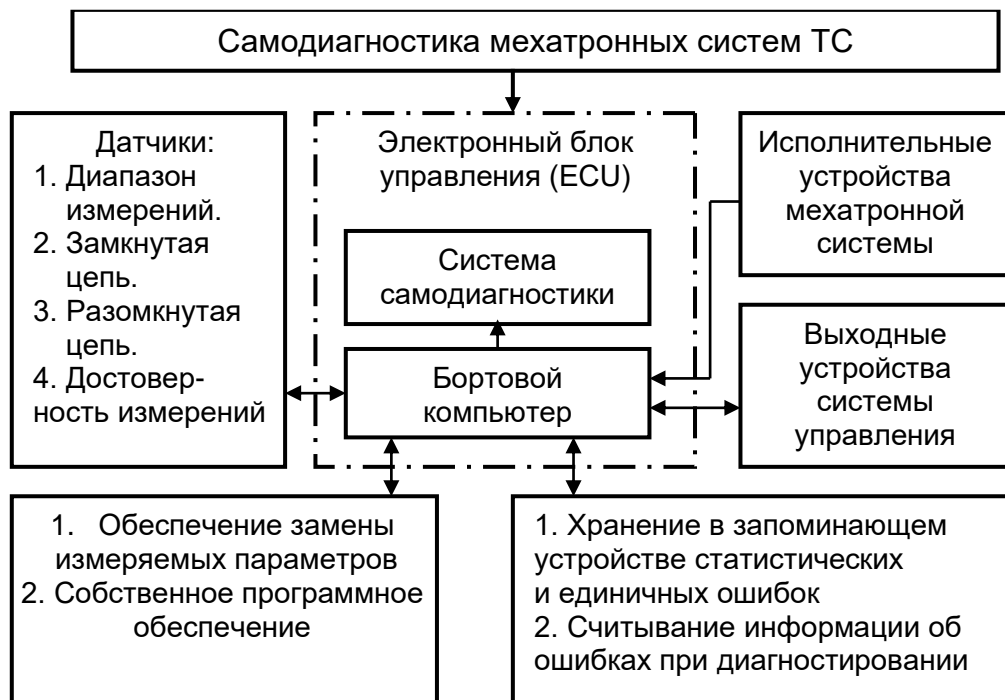 Самодиагностика мехатронных систем ТС
Датчики:
1. Диапазон
измерений.
2. Замкнутая
цепь.
3. Разомкнутая
цепь.
4. Достовер-
ность измерений
Электронный блок
управления (ECU)
Система
самодиагностики
Бортовой
компьютер
Исполнительные
устройства
мехатронной
системы
Выходные
устройства
системы
управления
1. Обеспечение замены
измеряемых параметров
2. Собственное программное
обеспечение
1. Хранение в запоминающем
устройстве статистических
и единичных ошибок
2. Считывание информации об
ошибках при диагностировании